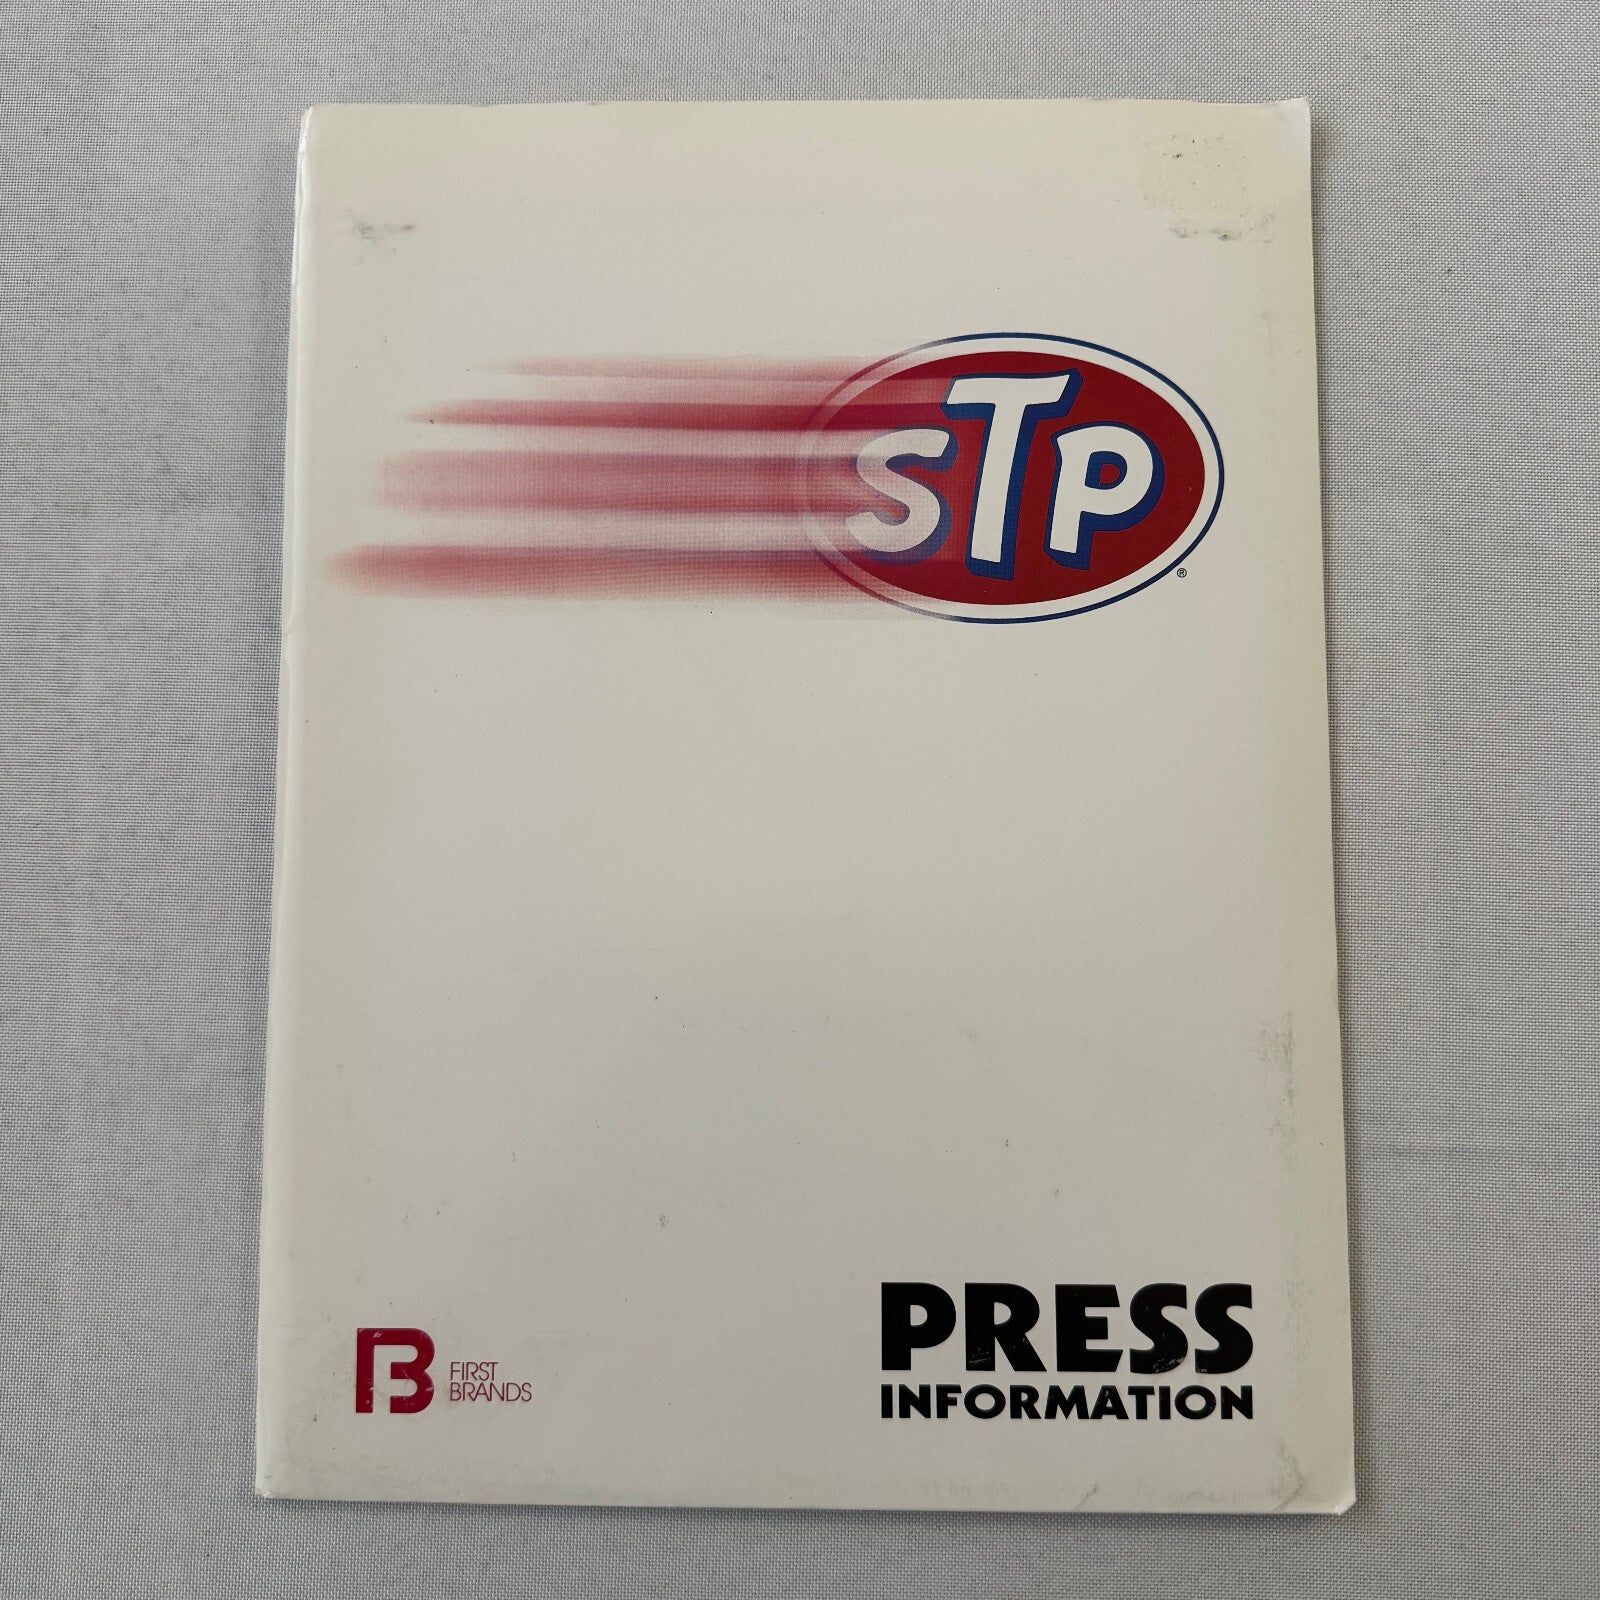 STP
®
FIRST
BRANDS
PRESS
INFORMATION